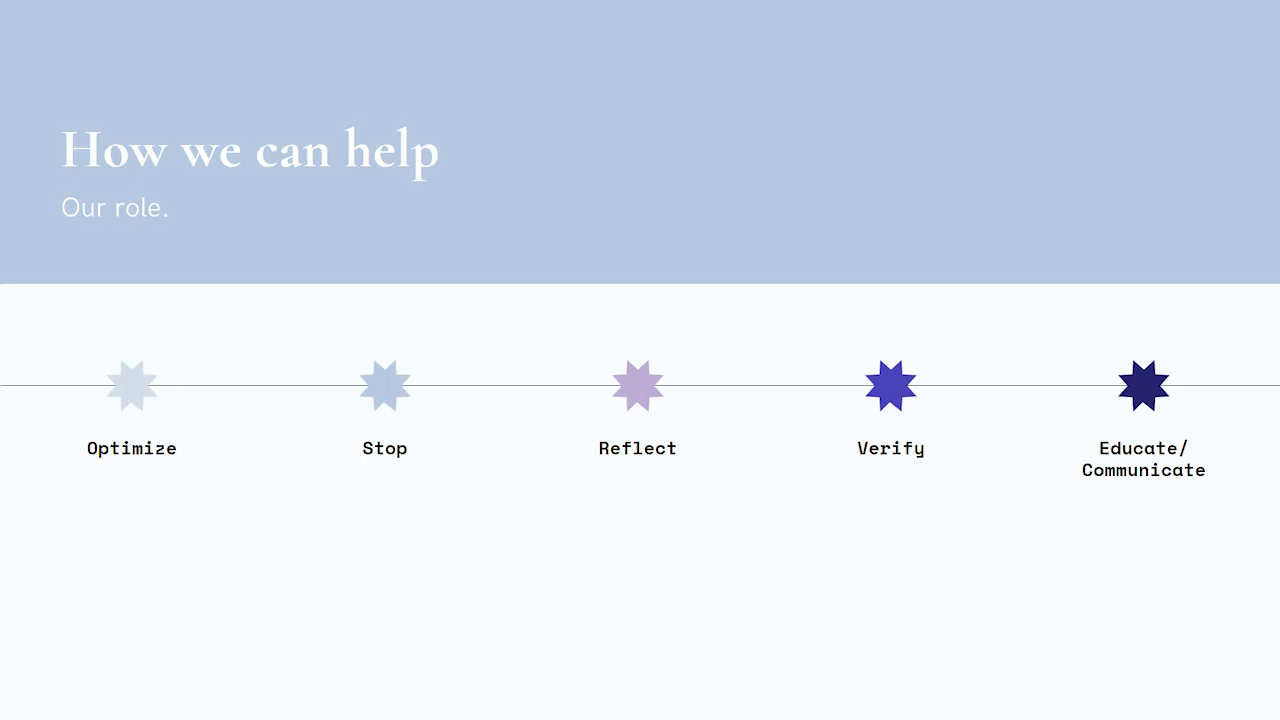 How we can help
Our role.
Optimize
Stop
Reflect
Verify
Educate/
Communicate